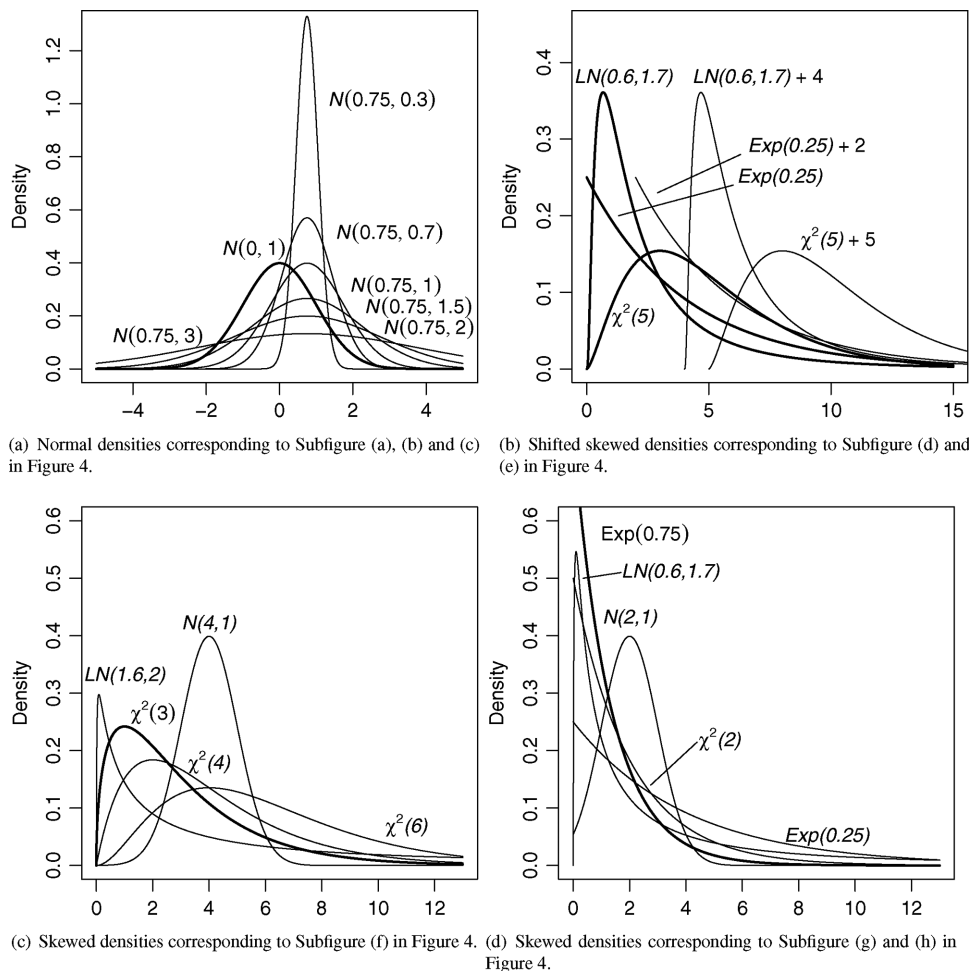 Density
1.2
1.0
0.8
0.6
0.4
0.2
0.0
N(0.75, 0.3)
N(0.75, 0.7)
N(0, 1)
N(0.75, 1)
N(0.75, 1.5)
N(0.75, 2)
N(0.75, 3)
−4 −2 0 2 4
(a) Normal densities corresponding to Subfigure (a), (b) and (c)
in Figure 4.
Density
0.4
0.3
0.2
0.1
0.0
LN(0.6,1.7)
LN(0.6,1.7) + 4
Exp(0.25) + 2
Exp(0.25)
χ²(5) + 5
χ²(5)
0 5 10 15
(b) Shifted skewed densities corresponding to Subfigure (d) and
(e) in Figure 4.
Density
0.6
0.5
0.4
0.3
0.2
0.1
0.0
N(4,1)
LN(1.6,2)
χ²(3)
χ²(4)
χ²(6)
0 2 4 6 8 10 12
(c) Skewed densities corresponding to Subfigure (f) in Figure 4.
Density
0.6
0.5
0.4
0.3
0.2
0.1
0.0
Exp(0.75)
LN(0.6,1.7)
N(2,1)
χ²(2)
Exp(0.25)
0 2 4 6 8 10 12
(d) Skewed densities corresponding to Subfigure (g) and (h) in
Figure 4.